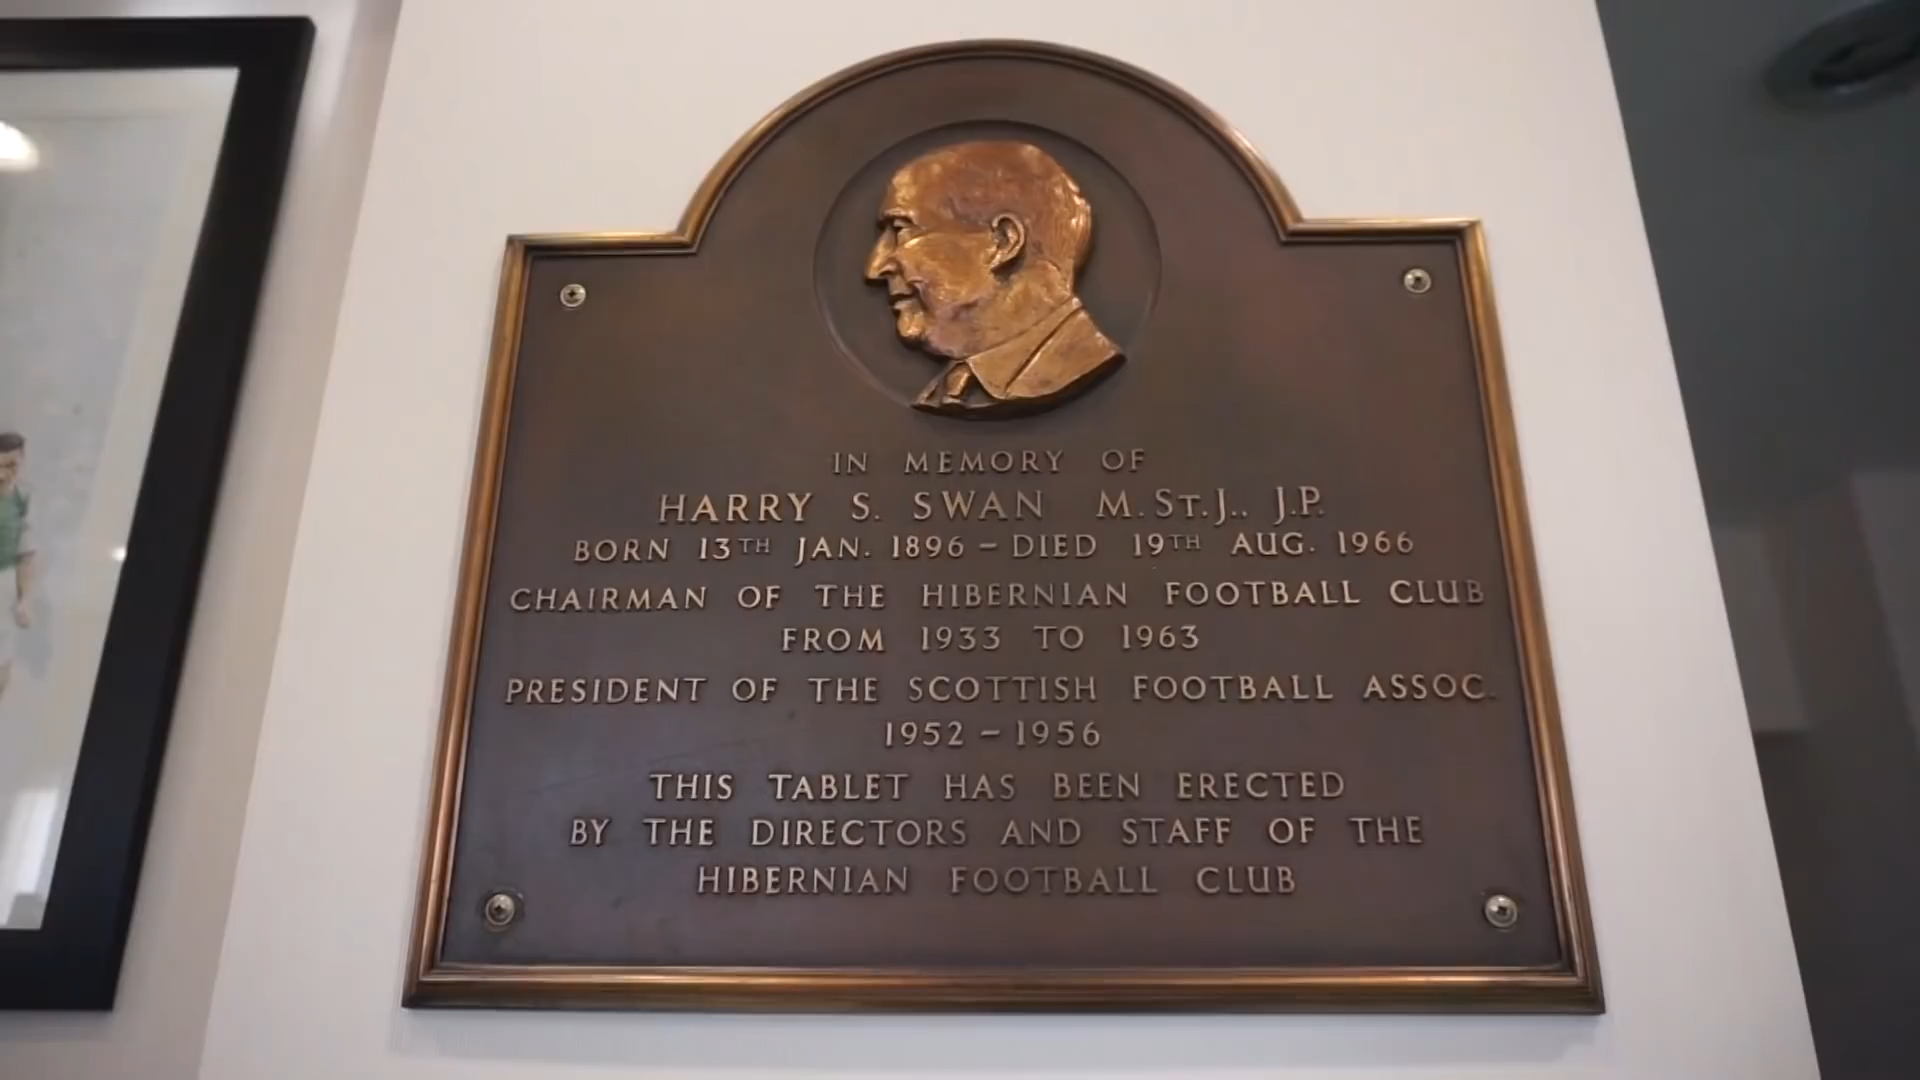 IN MEMORY OF
HARRY S. SWAN M.ST.J., J.P.
BORN 13TH JAN. 1896 – DIED 19TH AUG. 1966
CHAIRMAN OF THE HIBERNIAN FOOTBALL CLUB
FROM 1933 TO 1963
PRESIDENT OF THE SCOTTISH FOOTBALL ASSOC.
1952 – 1956
THIS TABLET HAS BEEN ERECTED
BY THE DIRECTORS AND STAFF OF THE
HIBERNIAN FOOTBALL CLUB